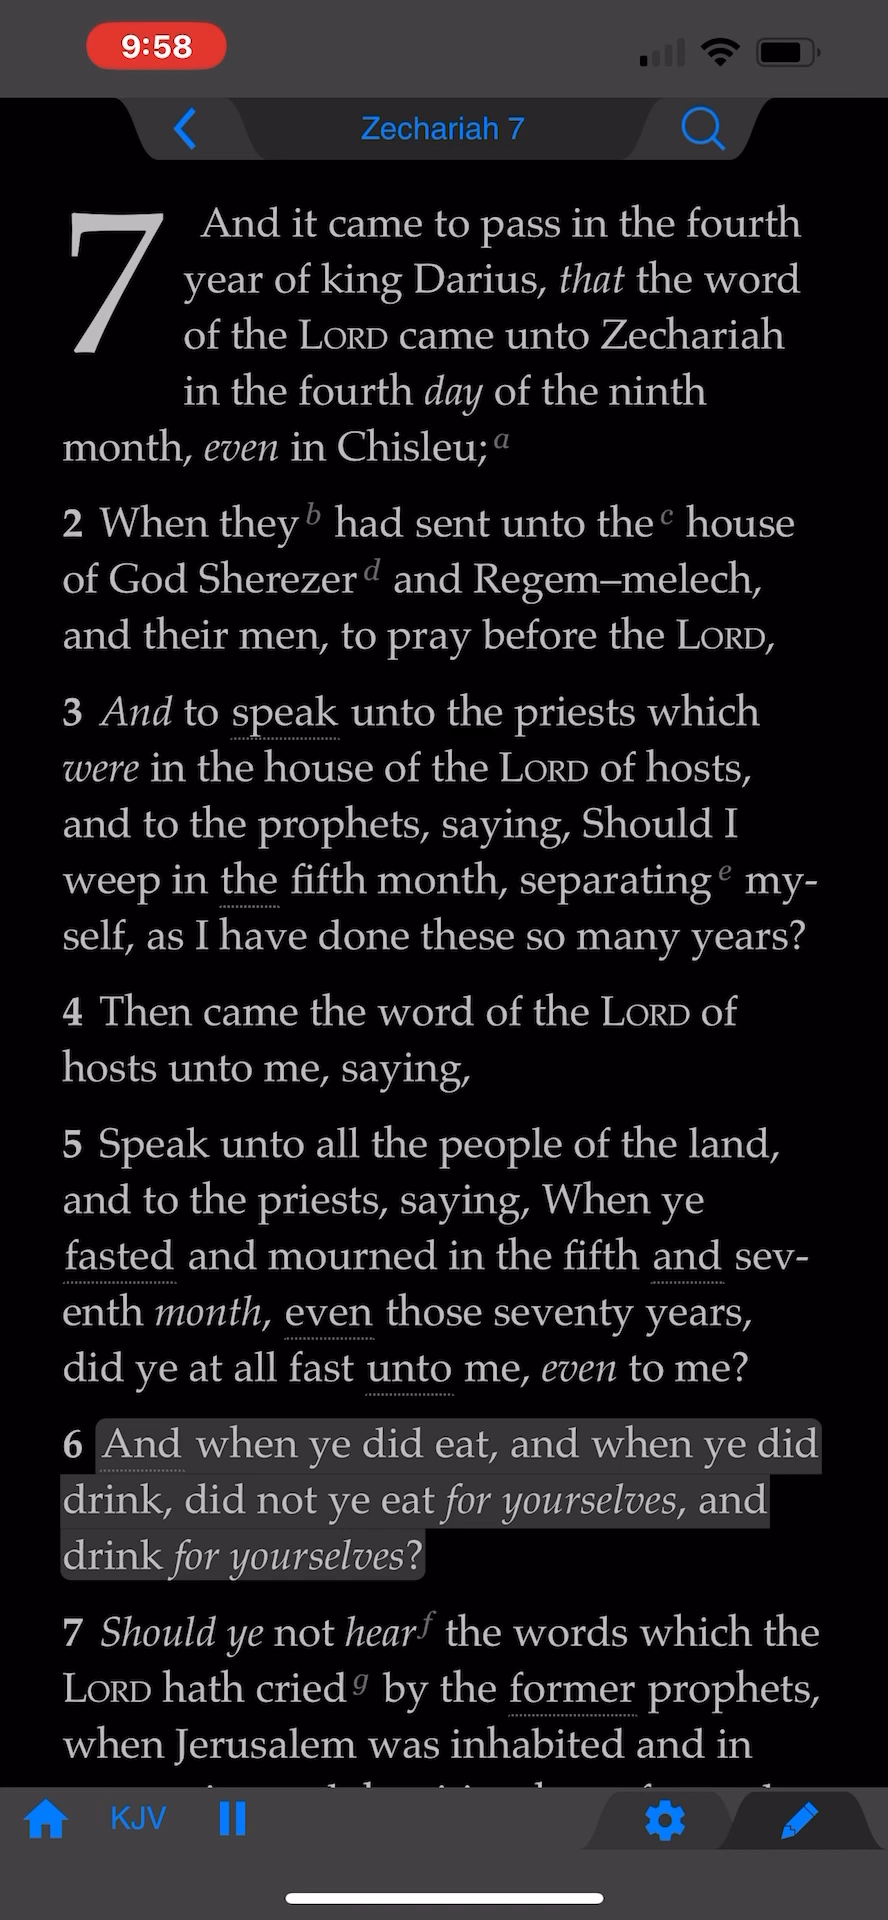 9:58
Zechariah 7
7 And it came to pass in the fourth
year of king Darius, that the word
of the LORD came unto Zechariah
in the fourth day of the ninth
month, even in Chisleu; a
2 When they b had sent unto the c house
of God Sherezer d and Regem–melech,
and their men, to pray before the LORD,
3 And to speak unto the priests which
were in the house of the LORD of hosts,
and to the prophets, saying, Should I
weep in the fifth month, separating e my-
self, as I have done these so many years?
4 Then came the word of the LORD of
hosts unto me, saying,
5 Speak unto all the people of the land,
and to the priests, saying, When ye
fasted and mourned in the fifth and sev-
enth month, even those seventy years,
did ye at all fast unto me, even to me?
6 And when ye did eat, and when ye did
drink, did not ye eat for yourselves, and
drink for yourselves?
7 Should ye not hear f the words which the
LORD hath cried g by the former prophets,
when Jerusalem was inhabited and in
KJV